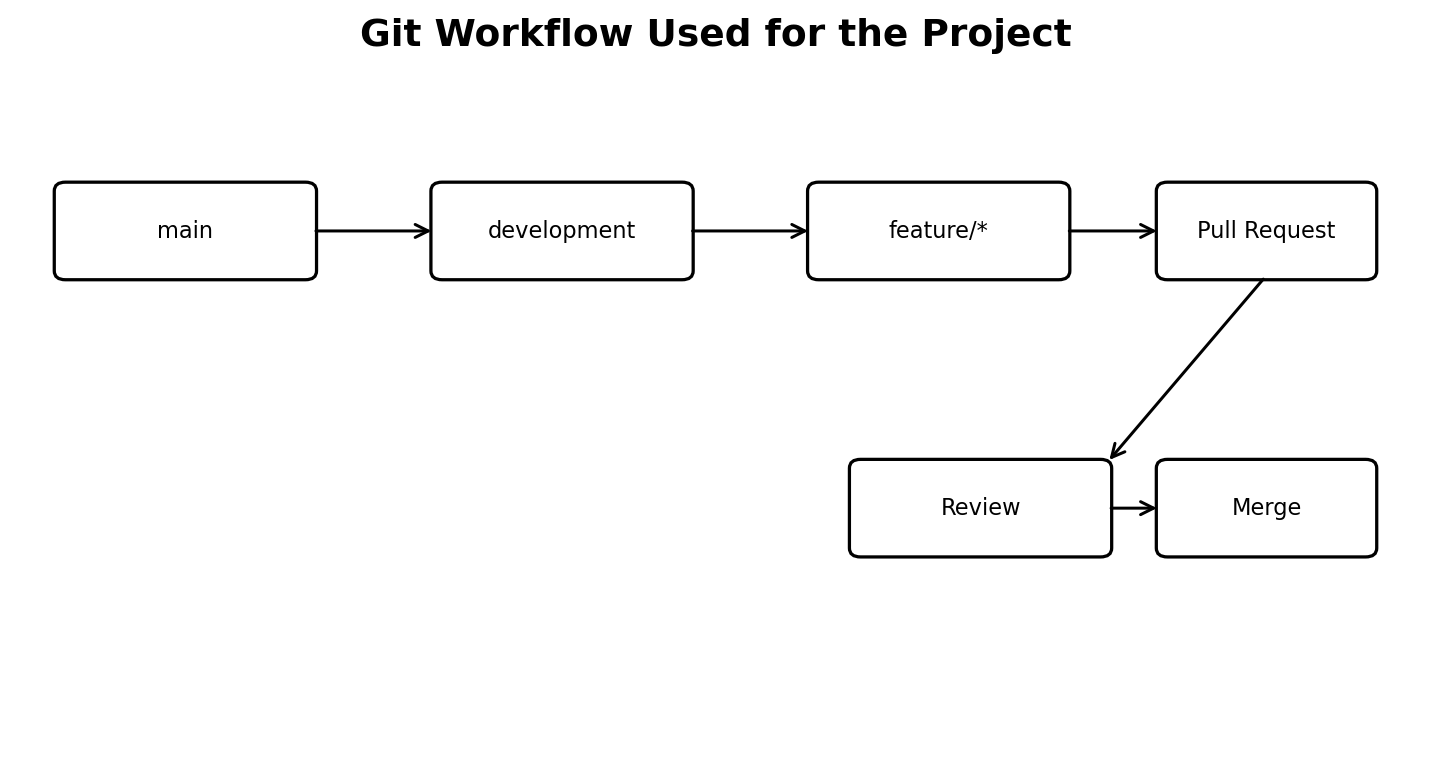 Git Workflow Used for the Project
main
development
feature/*
Pull Request
Review
Merge